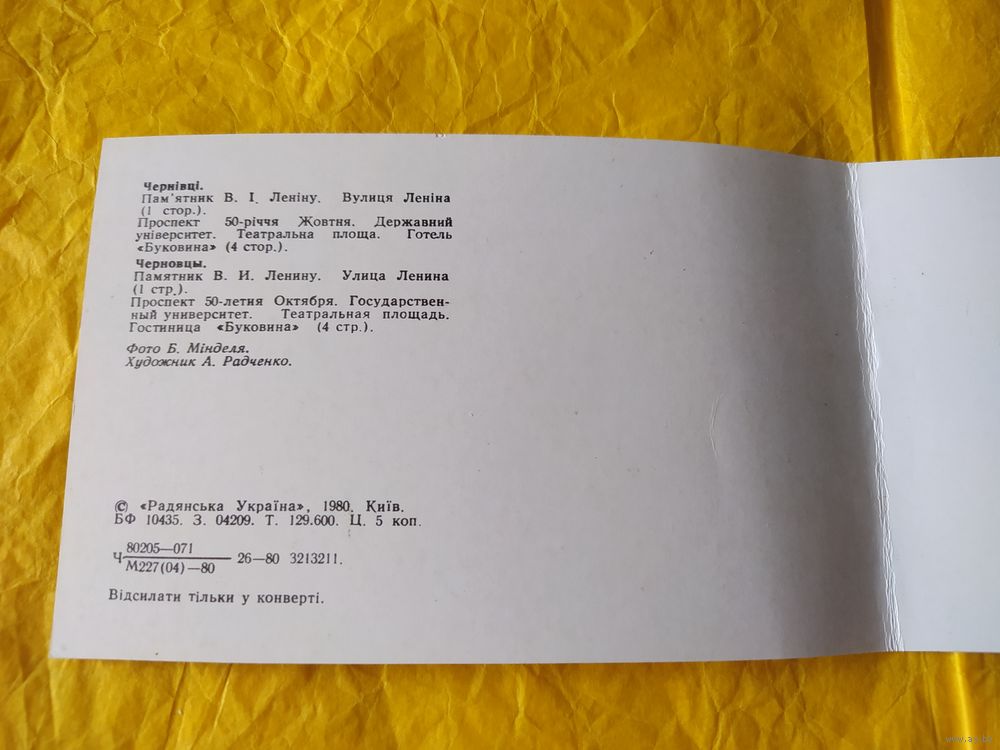 Чернівці.
Пам'ятник В. І. Леніну. Вулиця Леніна
(1 стор.).
Проспект 50-річчя Жовтня. Державний
університет. Театральна площа. Готель
«Буковина» (4 стор.).
Черновцы.
Памятник В. И. Ленину. Улица Ленина
(1 стр.).
Проспект 50-летия Октября. Государствен-
ный университет. Театральная площадь.
Гостиница «Буковина» (4 стр.).
Фото Б. Мінделя.
Художник А. Радченко.
© «Радянська Україна», 1980. Київ.
БФ 10435. З. 04209. Т. 129.600. Ц. 5 коп.
80205—071
Ч 26—80 3213211.
М227(04)—80
Відсилати тільки у конверті.